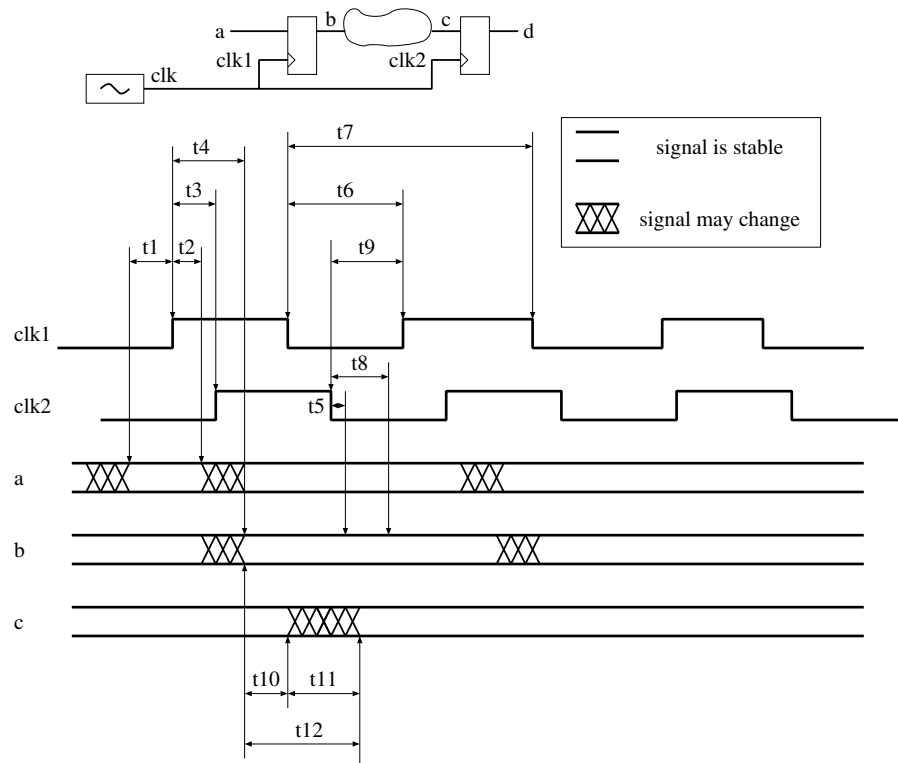 a b c d
clk1 clk2
clk
t4 t7
signal is stable
t3 t6
signal may change
t1 t2 t9
clk1
t8
clk2 t5
a
b
c
t10 t11
t12